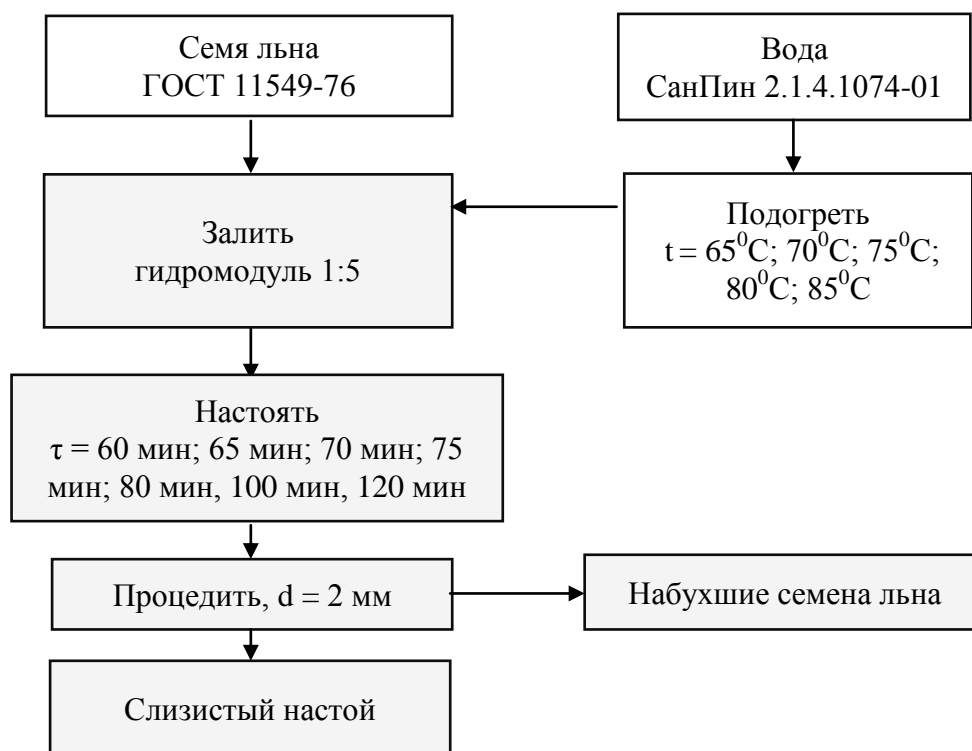 Семя льна
ГОСТ 11549-76
Вода
СанПин 2.1.4.1074-01
Залить
гидромодуль 1:5
Подогреть
t = 65⁰С; 70⁰С; 75⁰С;
80⁰С; 85⁰С
Настоять
τ = 60 мин; 65 мин; 70 мин; 75
мин; 80 мин, 100 мин, 120 мин
Процедить, d = 2 мм
Набухшие семена льна
Слизистый настой